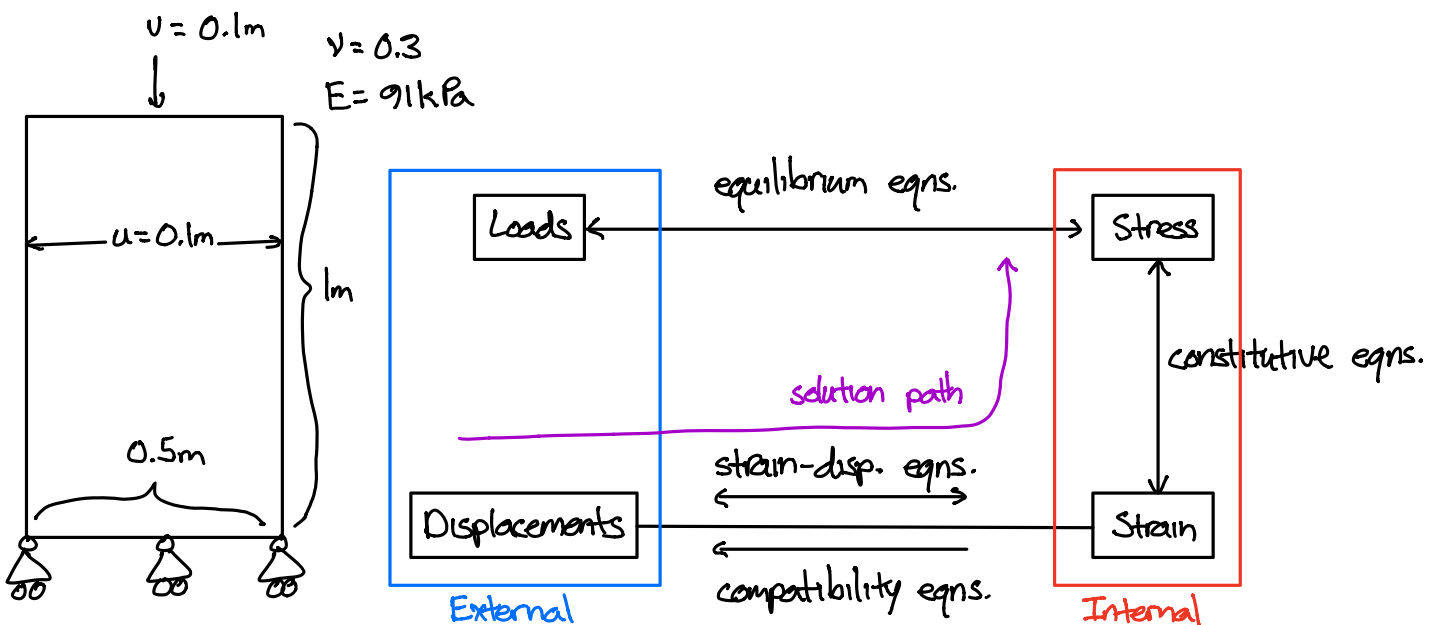 v = 0.1m
ν = 0.3
E = 91kPa
u = 0.1m
1m
0.5m
equilibrium eqns.
Loads
Stress
constitutive eqns.
solution path
strain-disp. eqns.
Displacements
Strain
compatibility eqns.
External
Internal